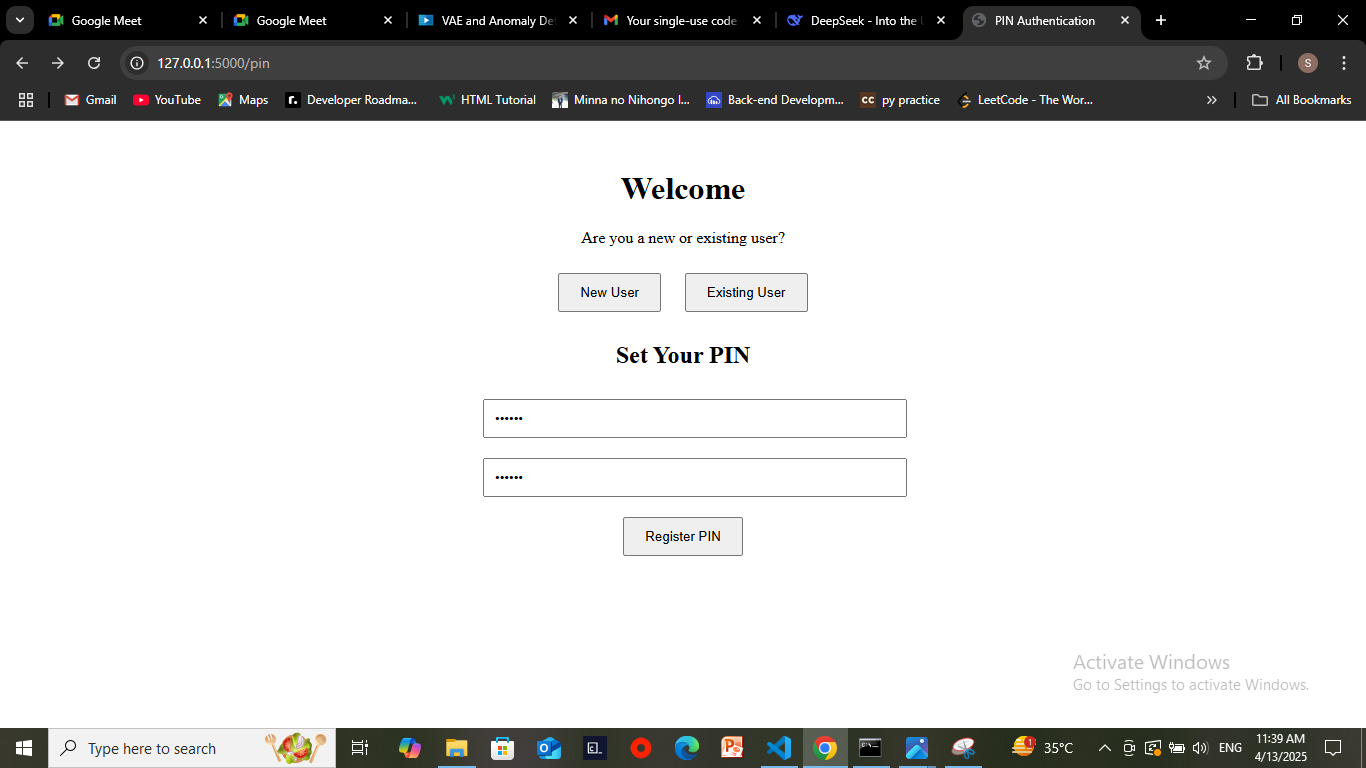 Google Meet
Google Meet
VAE and Anomaly De
Your single-use code
DeepSeek - Into the
PIN Authentication
127.0.0.1:5000/pin
S
Gmail
YouTube
Maps
Developer Roadma...
HTML Tutorial
Minna no Nihongo I...
Back-end Developm...
CC py practice
LeetCode - The Wor...
All Bookmarks
Welcome
Are you a new or existing user?
New User
Existing User
Set Your PIN
••••••
••••••
Register PIN
Activate Windows
Go to Settings to activate Windows.
Type here to search
1
35°C
ENG
11:39 AM
4/13/2025